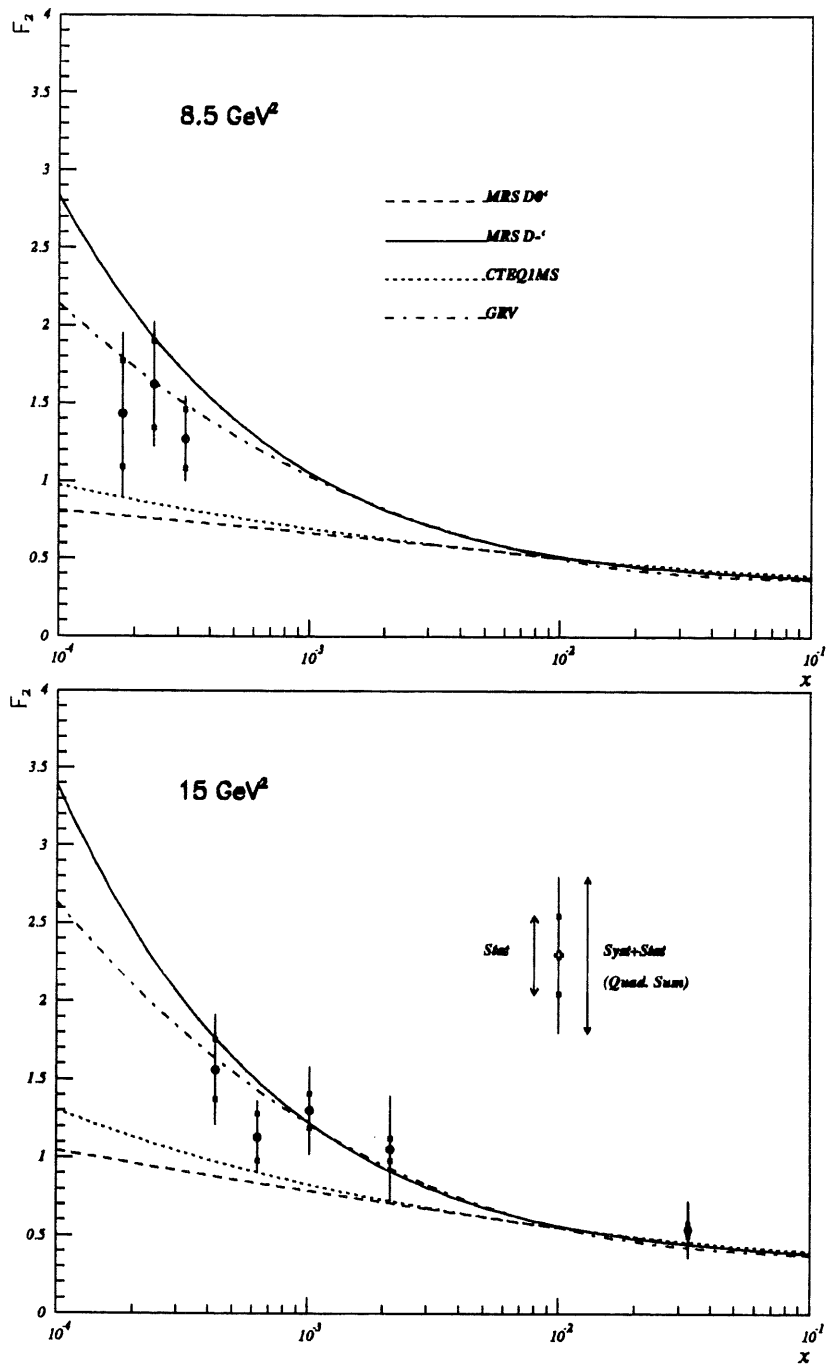 F₂
4
3.5
3
2.5
2
1.5
1
0.5
0
8.5 GeV²
MRS D0'
MRS D-'
CTEQ1MS
GRV
10⁻⁴
10⁻³
10⁻²
10⁻¹
x
F₂
4
3.5
3
2.5
2
1.5
1
0.5
0
15 GeV²
Stat
Syst+Stat
(Quad. Sum)
10⁻⁴
10⁻³
10⁻²
10⁻¹
x